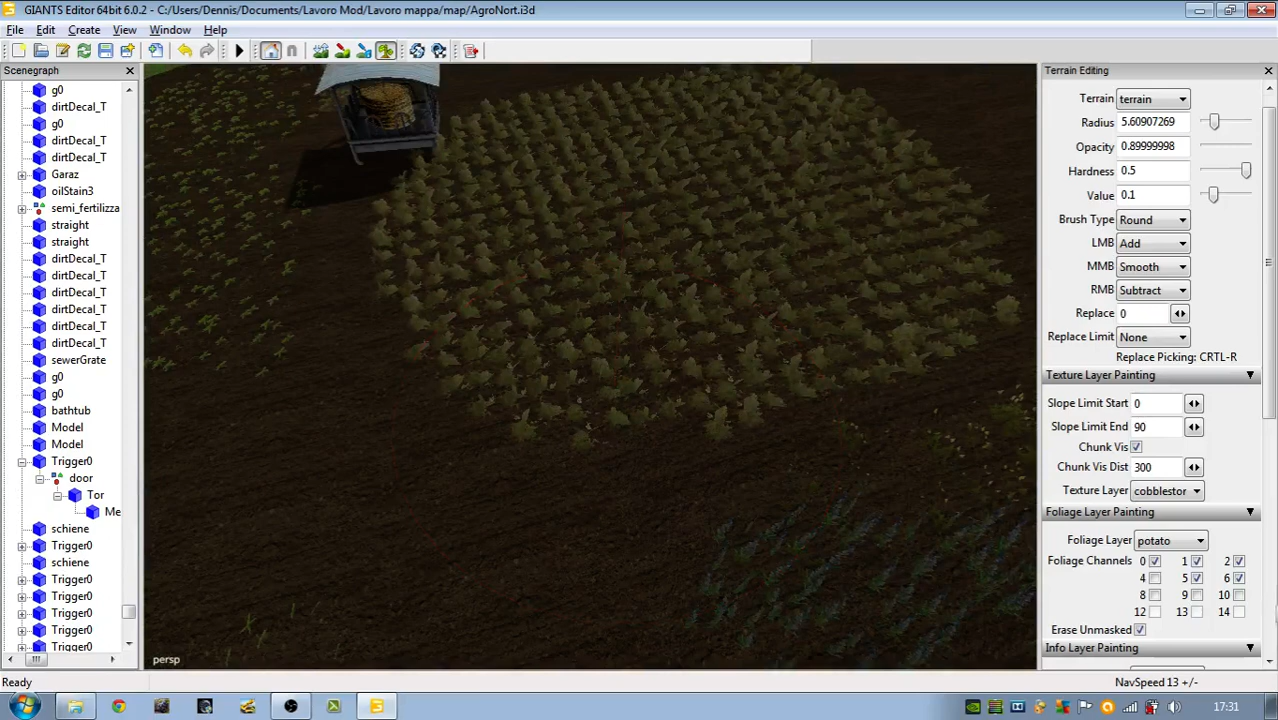 GIANTS Editor 64bit 6.0.2 - C:/Users/Dennis/Documents/Lavoro Mod/Lavoro mappa/map/AgroNort.i3d
File Edit Create View Window Help
Scenegraph
g0
dirtDecal_T
g0
dirtDecal_T
dirtDecal_T
Garaz
oilStain3
semi_fertilizza
straight
straight
dirtDecal_T
dirtDecal_T
dirtDecal_T
dirtDecal_T
dirtDecal_T
dirtDecal_T
sewerGrate
g0
g0
bathtub
Model
Model
Trigger0
door
Tor
Me
schiene
Trigger0
schiene
Trigger0
Trigger0
Trigger0
Trigger0
Trigger0
persp
Terrain Editing
Terrain terrain
Radius 5.60907269
Opacity 0.89999998
Hardness 0.5
Value 0.1
Brush Type Round
LMB Add
MMB Smooth
RMB Subtract
Replace 0
Replace Limit None
Replace Picking: CRTL-R
Texture Layer Painting
Slope Limit Start 0
Slope Limit End 90
Chunk Vis
Chunk Vis Dist 300
Texture Layer cobblestor
Foliage Layer Painting
Foliage Layer potato
Foliage Channels 0 1 2
4 5 6
8 9 10
12 13 14
Erase Unmasked
Info Layer Painting
Ready
NavSpeed 13 +/-
17:31